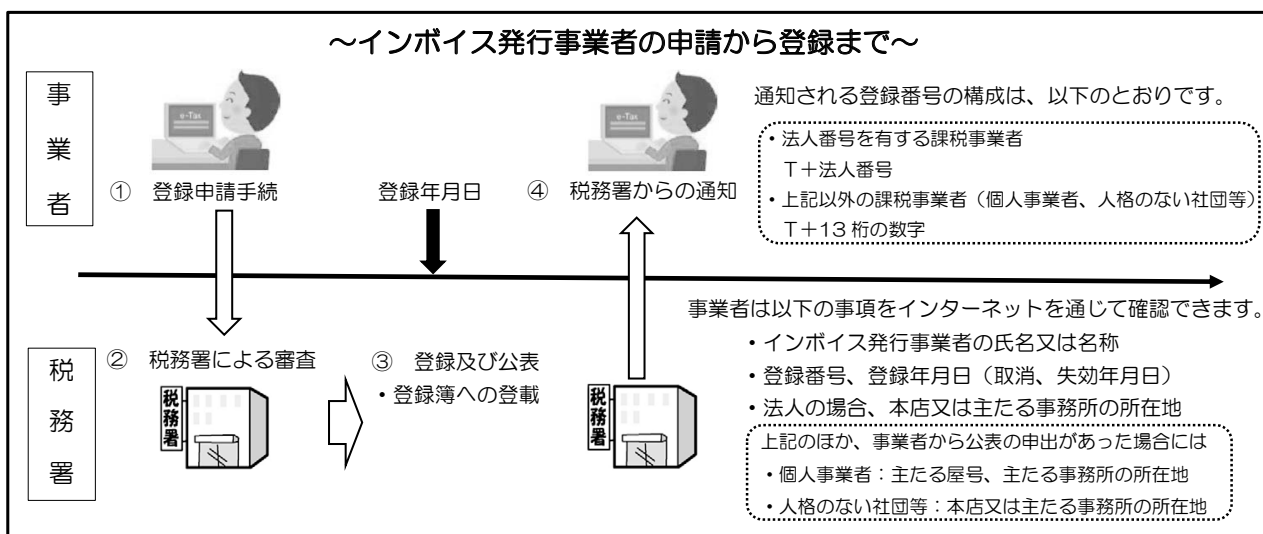 ～インボイス発行事業者の申請から登録まで～
事業者
e-Tax
① 登録申請手続
登録年月日
e-Tax
④ 税務署からの通知
通知される登録番号の構成は、以下のとおりです。
・法人番号を有する課税事業者
T＋法人番号
・上記以外の課税事業者（個人事業者、人格のない社団等）
T＋13 桁の数字
税務署
② 税務署による審査
税務署
③ 登録及び公表
・登録簿への登載
税務署
事業者は以下の事項をインターネットを通じて確認できます。
・インボイス発行事業者の氏名又は名称
・登録番号、登録年月日（取消、失効年月日）
・法人の場合、本店又は主たる事務所の所在地
上記のほか、事業者から公表の申出があった場合には
・個人事業者：主たる屋号、主たる事務所の所在地
・人格のない社団等：本店又は主たる事務所の所在地